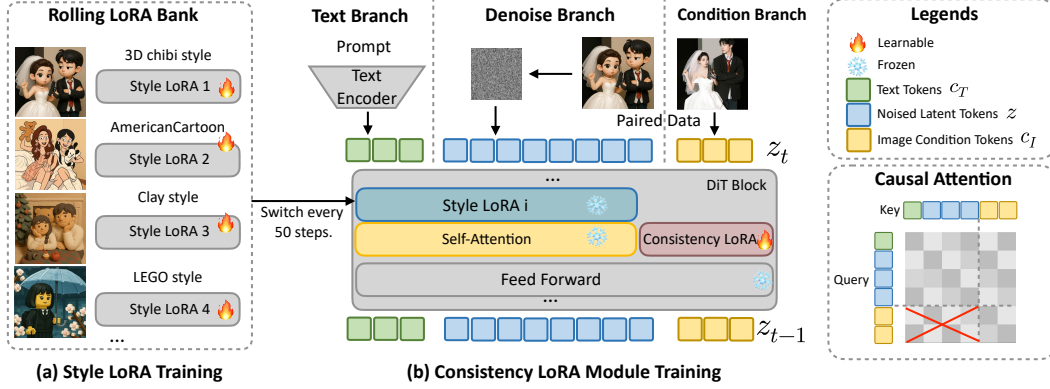 Rolling LoRA Bank
3D chibi style
Style LoRA 1
AmericanCartoon
Style LoRA 2
Clay style
Style LoRA 3
LEGO style
Style LoRA 4
...
(a) Style LoRA Training
Text Branch
Denoise Branch
Condition Branch
Prompt
Text
Encoder
Paired Data
z_t
...
DiT Block
Switch every
50 steps.
Style LoRA i
Self-Attention
Consistency LoRA
Feed Forward
...
z_{t-1}
(b) Consistency LoRA Module Training
Legends
Learnable
Frozen
Text Tokens c_T
Noised Latent Tokens z
Image Condition Tokens c_I
Causal Attention
Key
Query